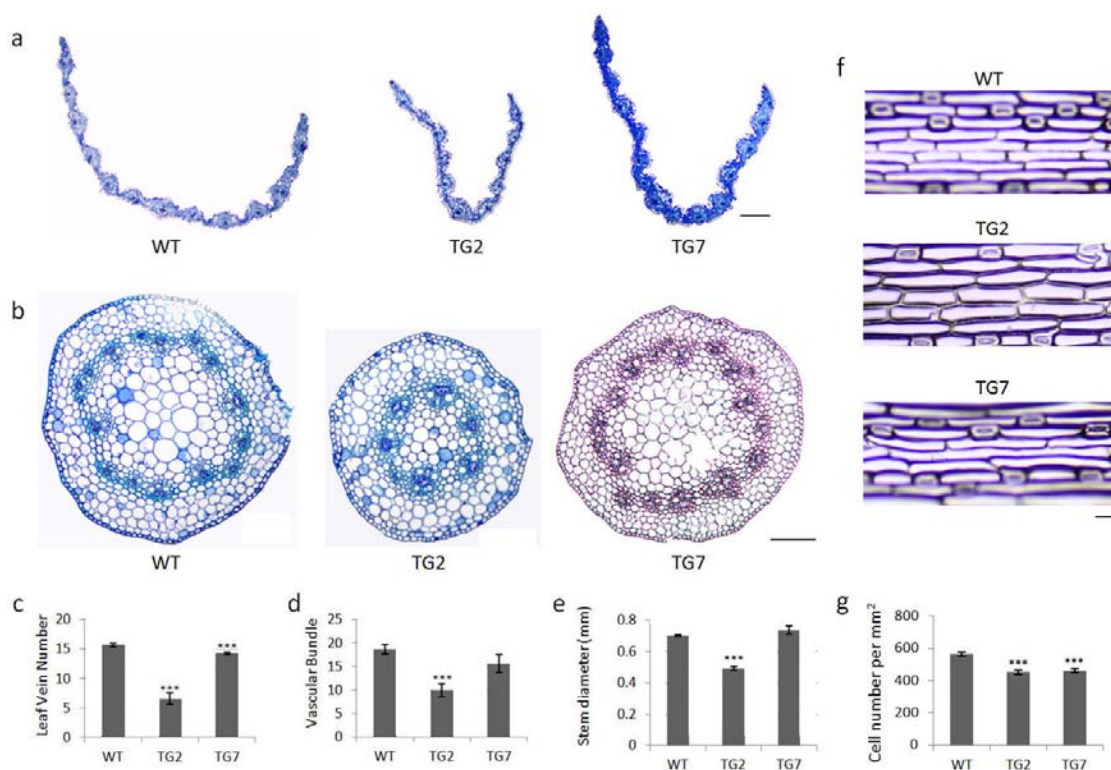 a
WT
TG2
TG7
b
WT
TG2
TG7
f
WT
TG2
TG7
c
Leaf Vein Number
20
15
10
5
0
***
***
WT
TG2
TG7
d
Vascular Bundle
25
20
15
10
5
0
***
WT
TG2
TG7
e
Stem diameter (mm)
0.8
0.6
0.4
0.2
0
***
WT
TG2
TG7
g
Cell number per mm²
800
600
400
200
0
***
***
WT
TG2
TG7